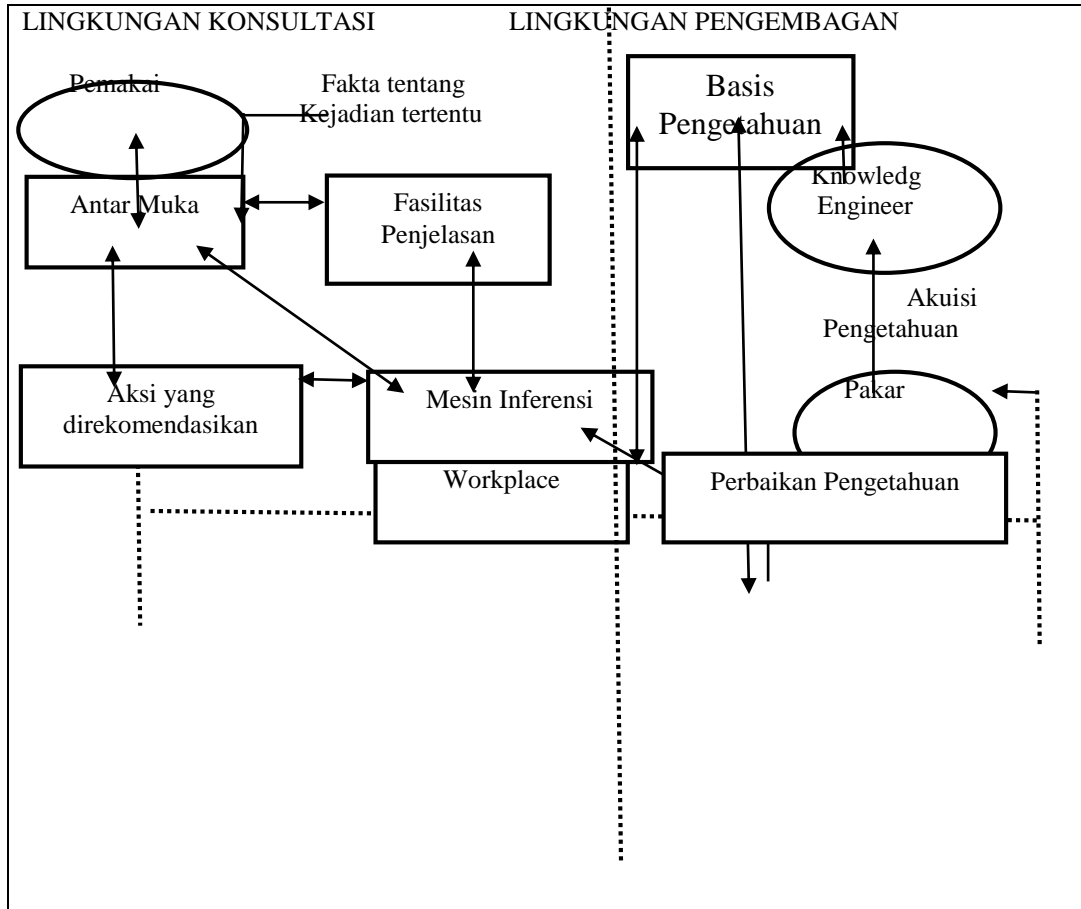 LINGKUNGAN KONSULTASI
LINGKUNGAN PENGEMBAGAN
Pemakai
Fakta tentang
Kejadian tertentu
Basis
Pengetahuan
Antar Muka
Fasilitas
Penjelasan
Knowledg
Engineer
Akuisi
Pengetahuan
Aksi yang
direkomendasikan
Mesin Inferensi
Pakar
Workplace
Perbaikan Pengetahuan